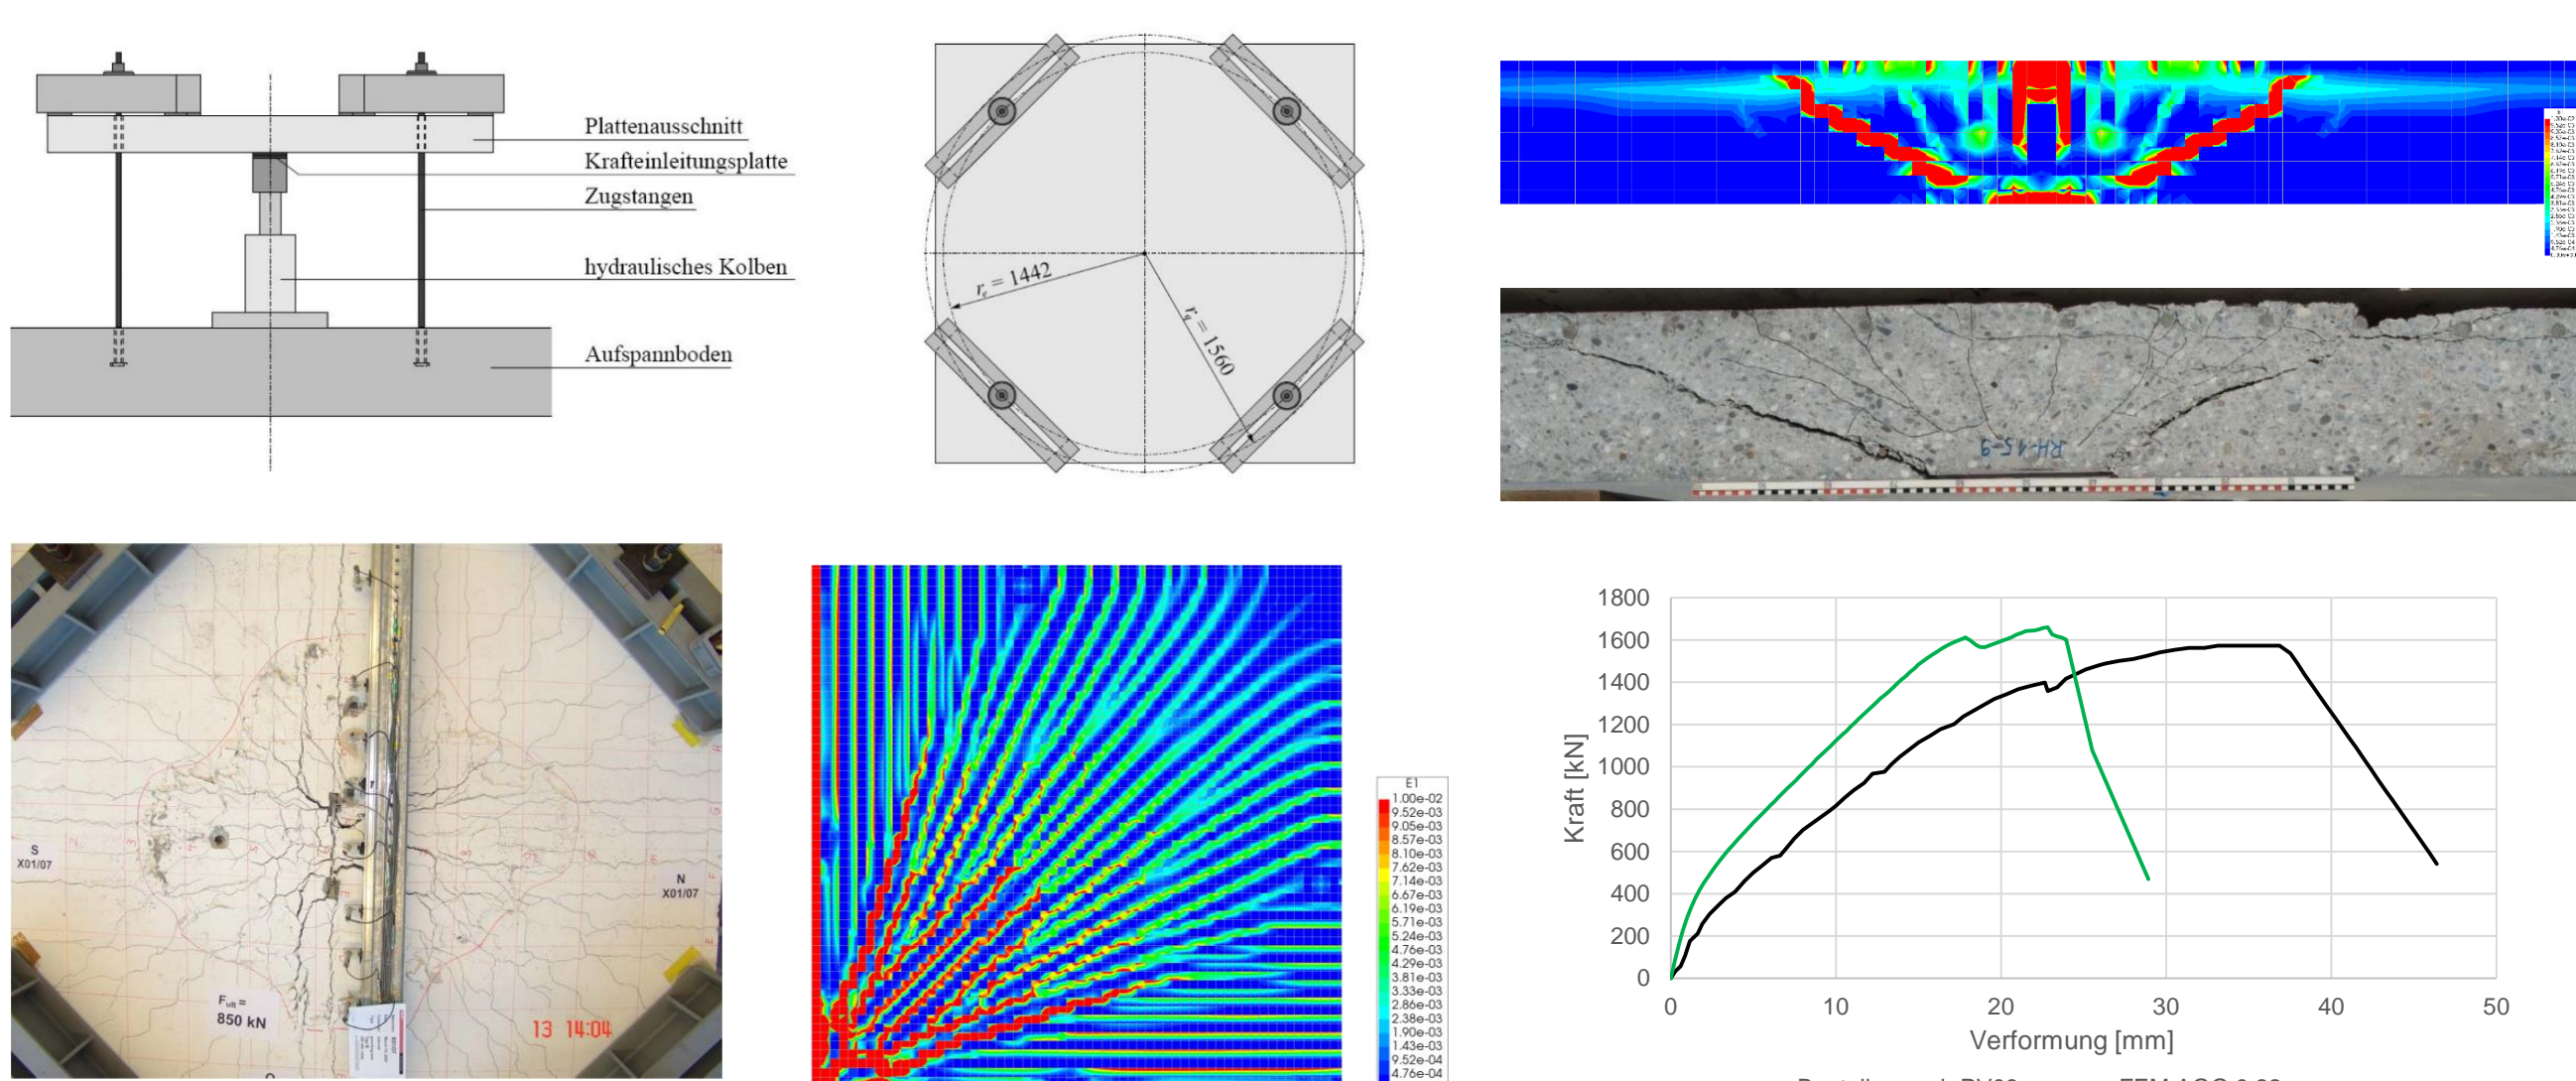 Plattenausschnitt
Krafteinleitungsplatte
Zugstangen
hydraulisches Kolben
Aufspannboden
rₑ = 1442
r_q = 1560
RH-15-9
S
X01/07
N
X01/07
Fᵤₗₜ =
850 kN
13 14:04
E1
1.00e-02
9.52e-03
9.05e-03
8.57e-03
8.10e-03
7.62e-03
7.14e-03
6.67e-03
6.19e-03
5.71e-03
5.24e-03
4.76e-03
4.29e-03
3.81e-03
3.33e-03
2.86e-03
2.38e-03
1.90e-03
1.43e-03
9.52e-04
4.76e-04
1800
1600
1400
1200
1000
800
600
400
200
0
0 10 20 30 40 50
Kraft [kN]
Verformung [mm]